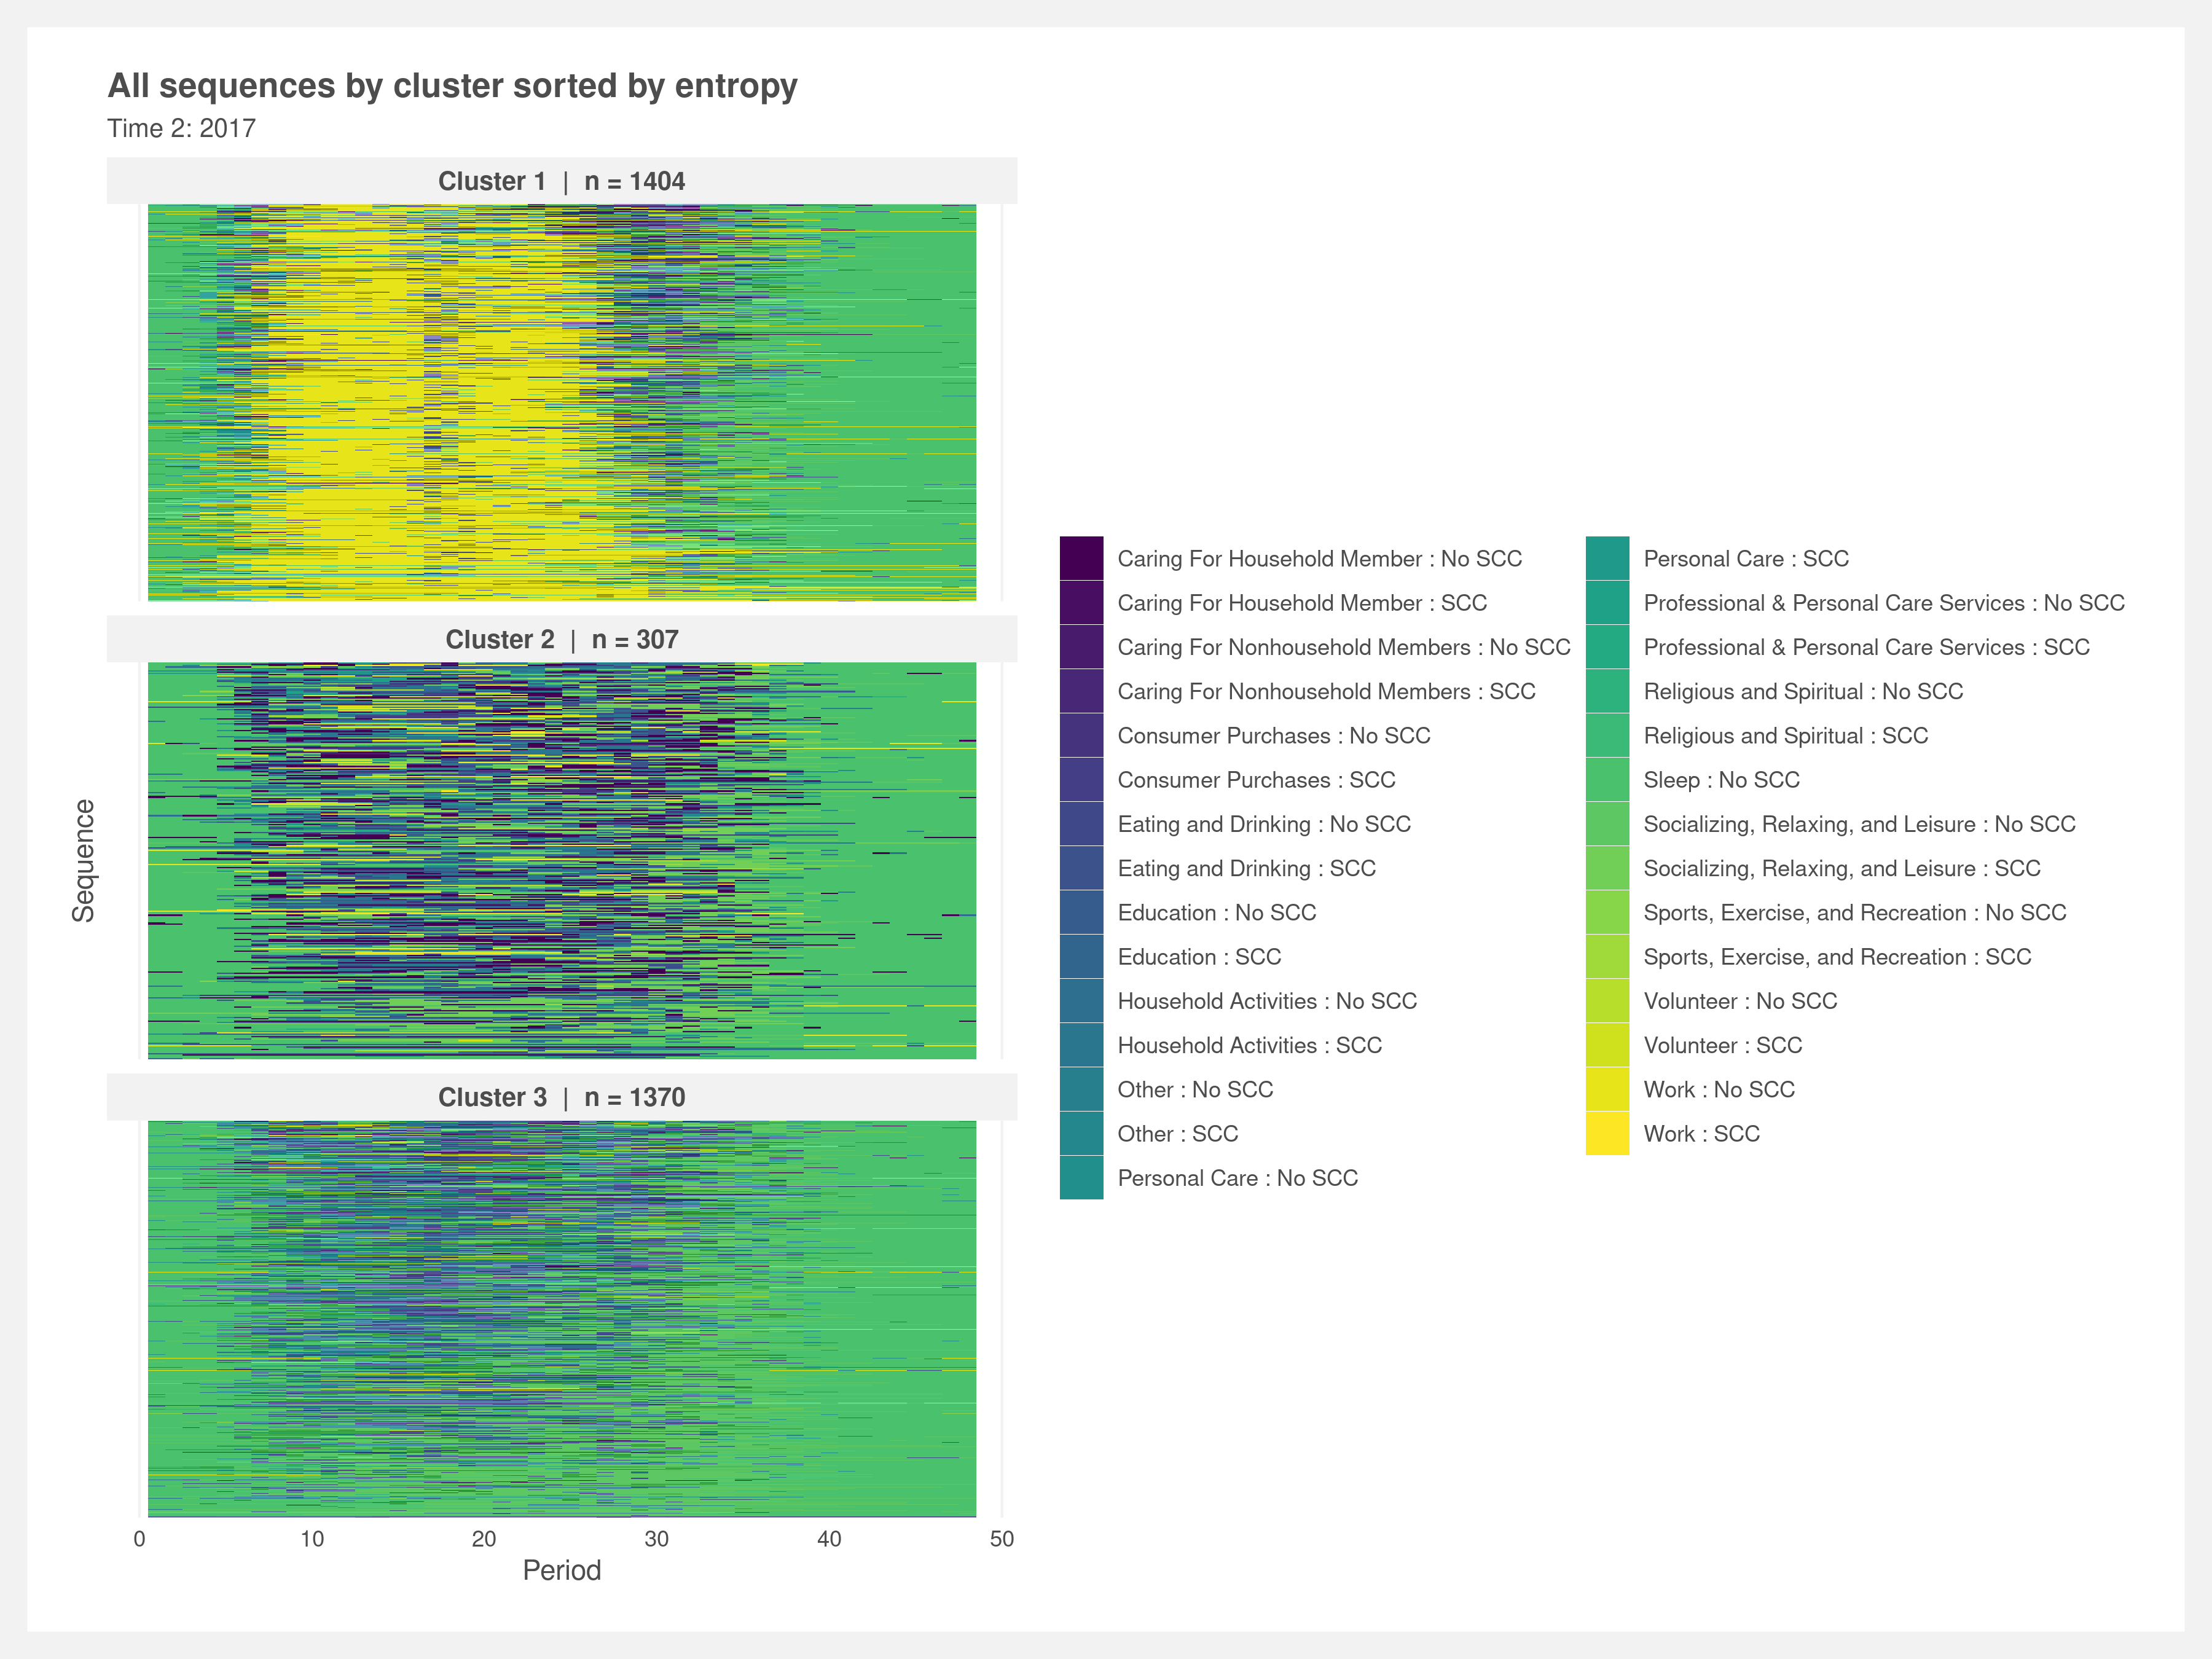 All sequences by cluster sorted by entropy
Time 2: 2017
Cluster 1 | n = 1404
Cluster 2 | n = 307
Cluster 3 | n = 1370
Sequence
0 10 20 30 40 50
Period
Caring For Household Member : No SCC
Caring For Household Member : SCC
Caring For Nonhousehold Members : No SCC
Caring For Nonhousehold Members : SCC
Consumer Purchases : No SCC
Consumer Purchases : SCC
Eating and Drinking : No SCC
Eating and Drinking : SCC
Education : No SCC
Education : SCC
Household Activities : No SCC
Household Activities : SCC
Other : No SCC
Other : SCC
Personal Care : No SCC
Personal Care : SCC
Professional & Personal Care Services : No SCC
Professional & Personal Care Services : SCC
Religious and Spiritual : No SCC
Religious and Spiritual : SCC
Sleep : No SCC
Socializing, Relaxing, and Leisure : No SCC
Socializing, Relaxing, and Leisure : SCC
Sports, Exercise, and Recreation : No SCC
Sports, Exercise, and Recreation : SCC
Volunteer : No SCC
Volunteer : SCC
Work : No SCC
Work : SCC